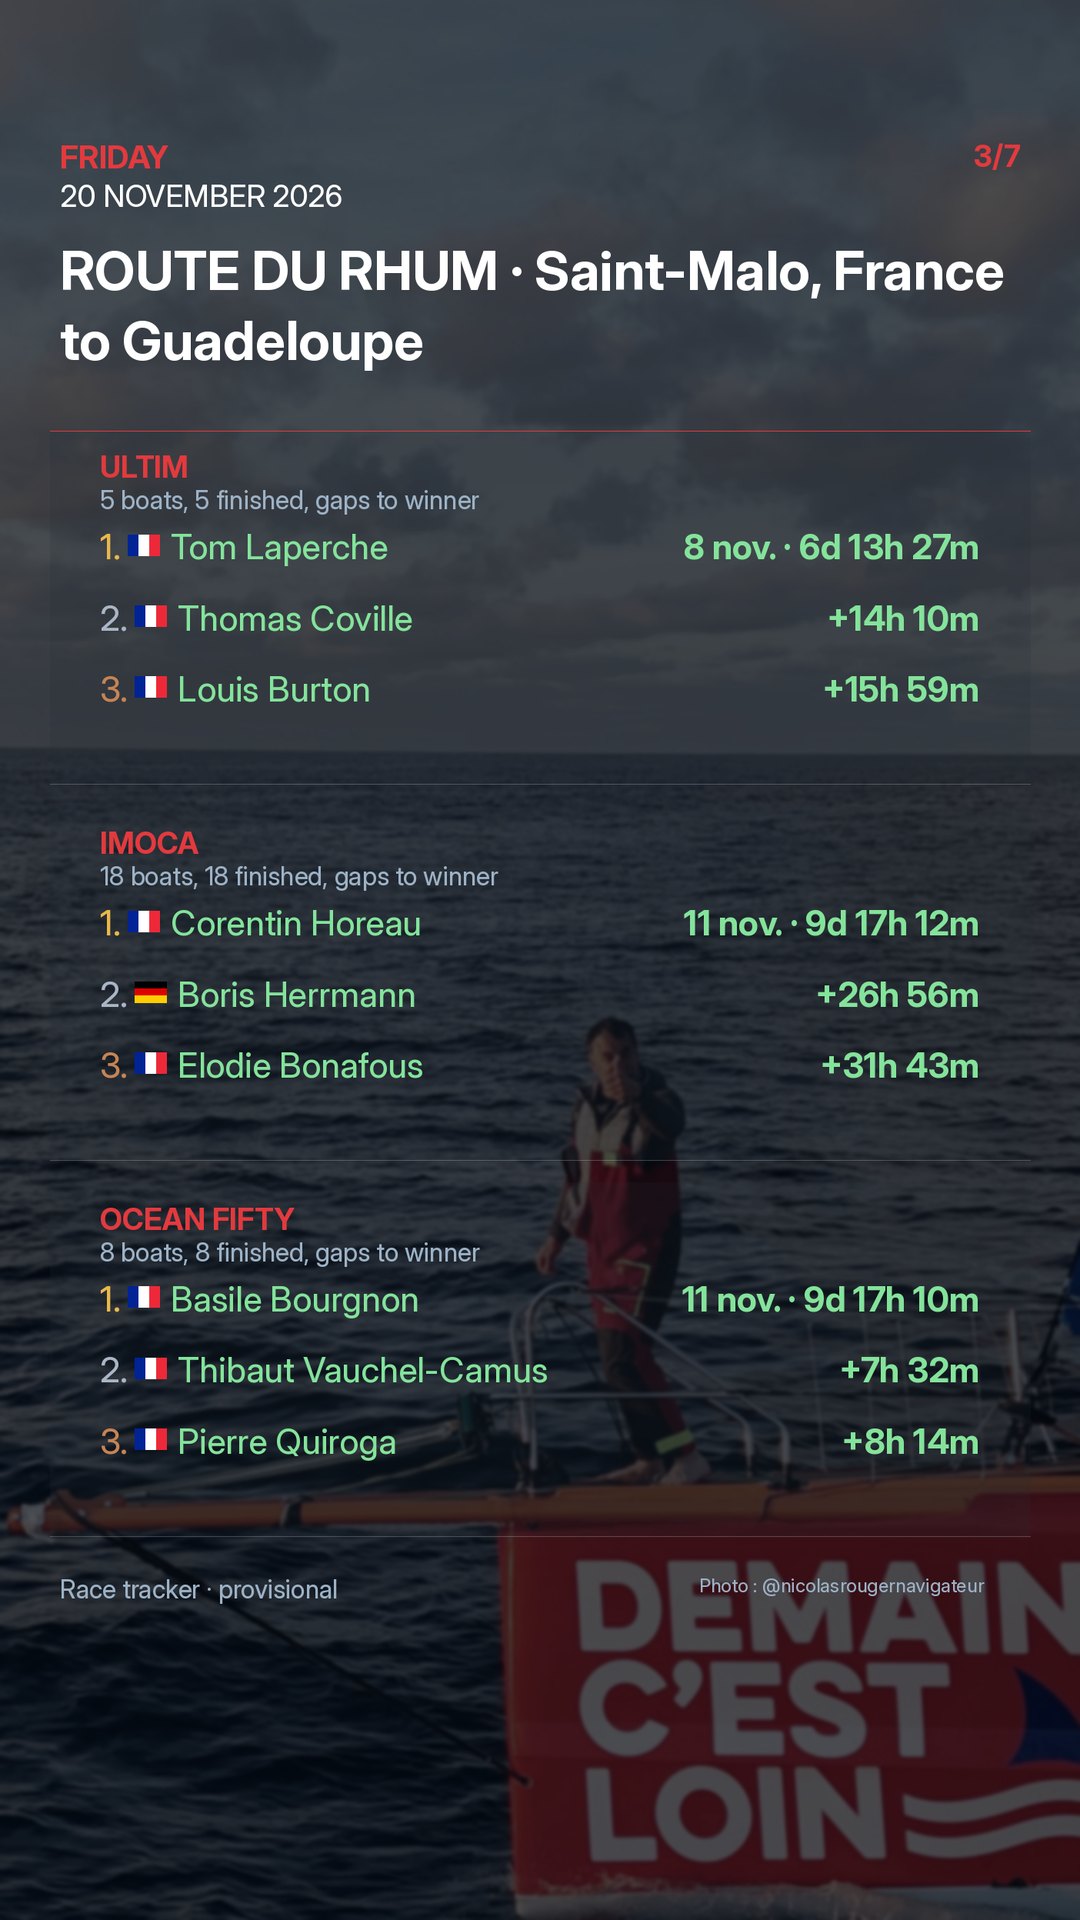 FRIDAY
3/7
20 NOVEMBER 2026
ROUTE DU RHUM · Saint-Malo, France
to Guadeloupe
ULTIM
5 boats, 5 finished, gaps to winner
1. Tom Laperche 8 nov. · 6d 13h 27m
2. Thomas Coville +14h 10m
3. Louis Burton +15h 59m
IMOCA
18 boats, 18 finished, gaps to winner
1. Corentin Horeau 11 nov. · 9d 17h 12m
2. Boris Herrmann +26h 56m
3. Elodie Bonafous +31h 43m
OCEAN FIFTY
8 boats, 8 finished, gaps to winner
1. Basile Bourgnon 11 nov. · 9d 17h 10m
2. Thibaut Vauchel-Camus +7h 32m
3. Pierre Quiroga +8h 14m
Race tracker · provisional
Photo : @nicolasrougernavigateur
DEMAIN
C'EST
LOIN